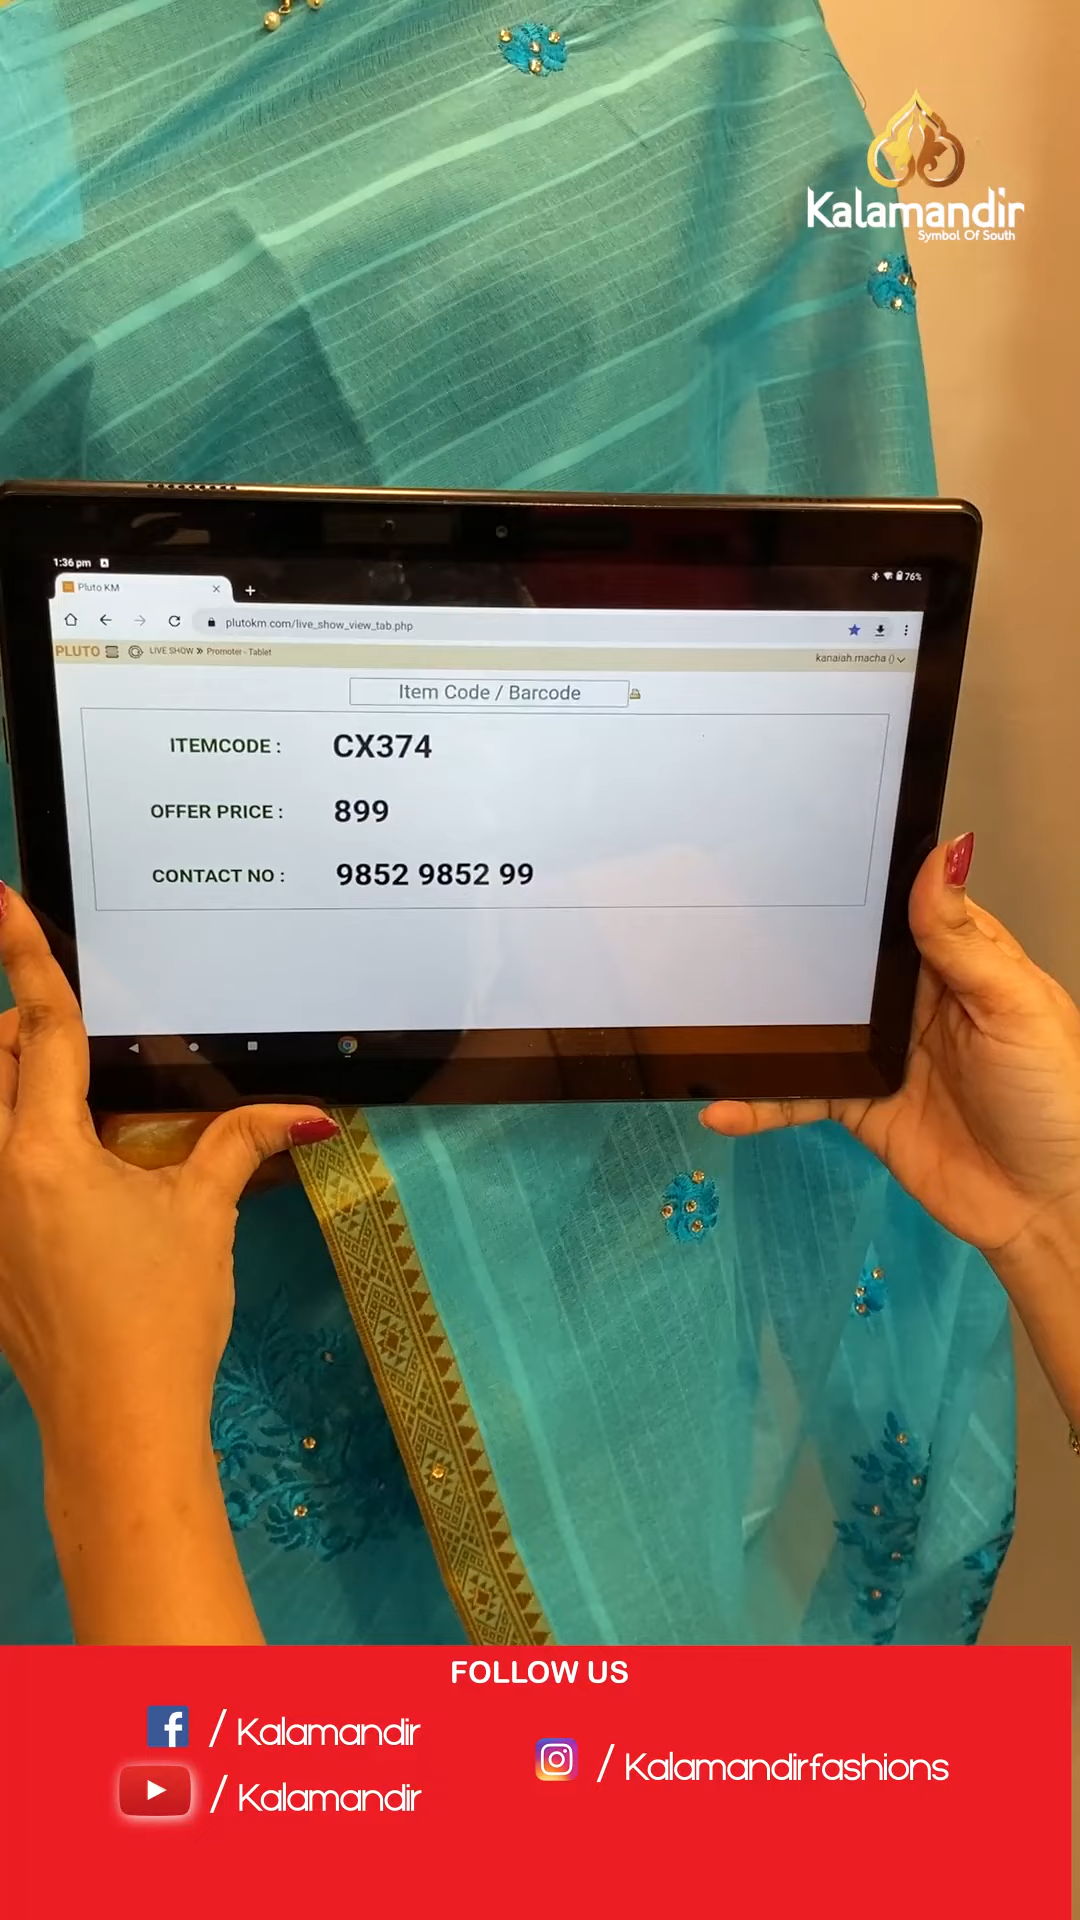 Kalamandir
Symbol Of South
1:36 pm
76%
Pluto KM
plutokm.com/live_show_view_tab.php
PLUTO
LIVE SHOW » Promoter - Tablet
kanaiah.macha ()
Item Code / Barcode
ITEMCODE : CX374
OFFER PRICE : 899
CONTACT NO : 9852 9852 99
FOLLOW US
/ Kalamandir
/ Kalamandirfashions
/ Kalamandir